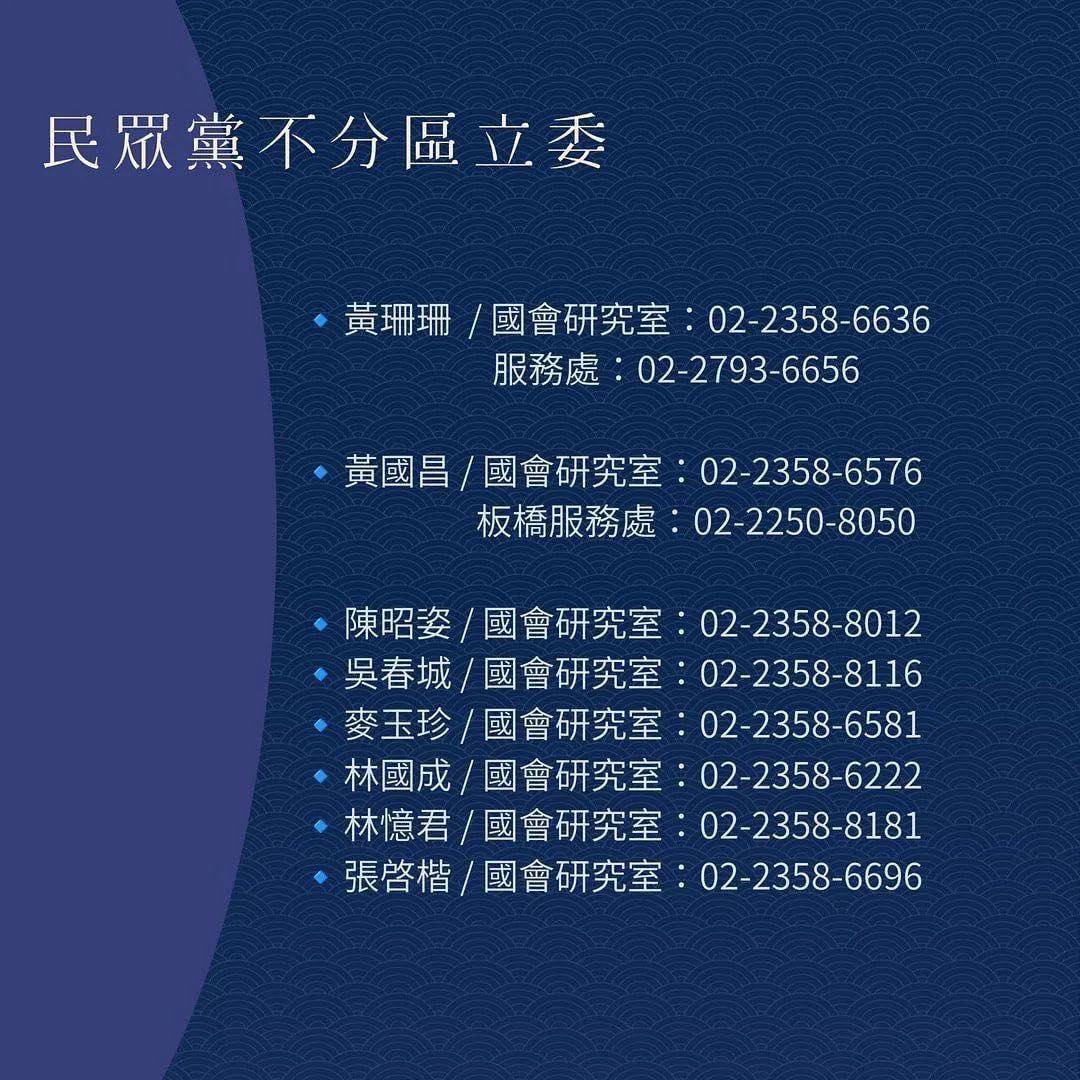 民眾黨不分區立委
黃珊珊 / 國會研究室：02-2358-6636
服務處：02-2793-6656
黃國昌 / 國會研究室：02-2358-6576
板橋服務處：02-2250-8050
陳昭姿 / 國會研究室：02-2358-8012
吳春城 / 國會研究室：02-2358-8116
麥玉珍 / 國會研究室：02-2358-6581
林國成 / 國會研究室：02-2358-6222
林憶君 / 國會研究室：02-2358-8181
張啓楷 / 國會研究室：02-2358-6696